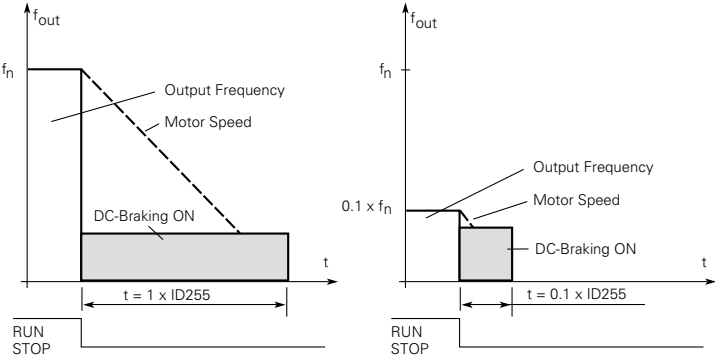 fout
fn
Output Frequency
Motor Speed
DC-Braking ON
t
t = 1 x ID255
RUN
STOP
fout
fn
Output Frequency
Motor Speed
0.1 x fn
DC-Braking ON
t
t = 0.1 x ID255
RUN
STOP